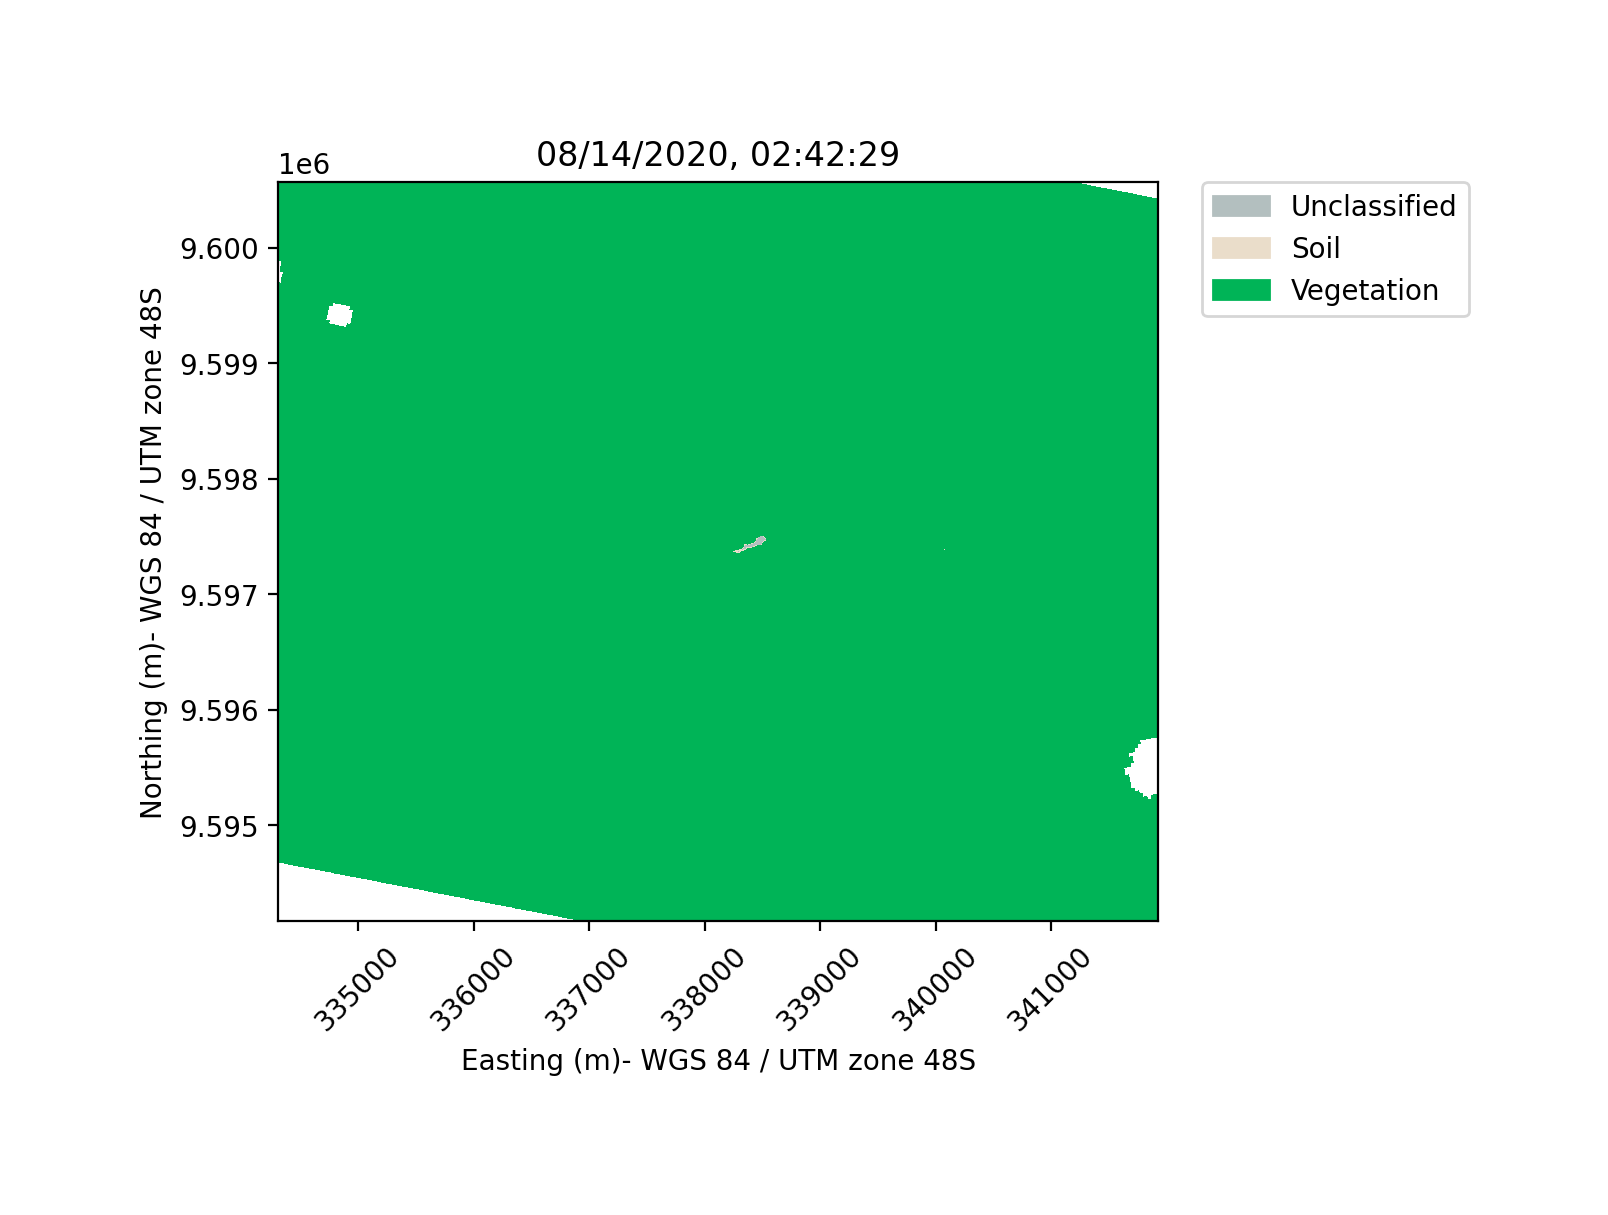 08/14/2020, 02:42:29
1e6
Unclassified
Soil
Vegetation
9.600
9.599
9.598
9.597
9.596
9.595
Northing (m)- WGS 84 / UTM zone 48S
335000
336000
337000
338000
339000
340000
341000
Easting (m)- WGS 84 / UTM zone 48S